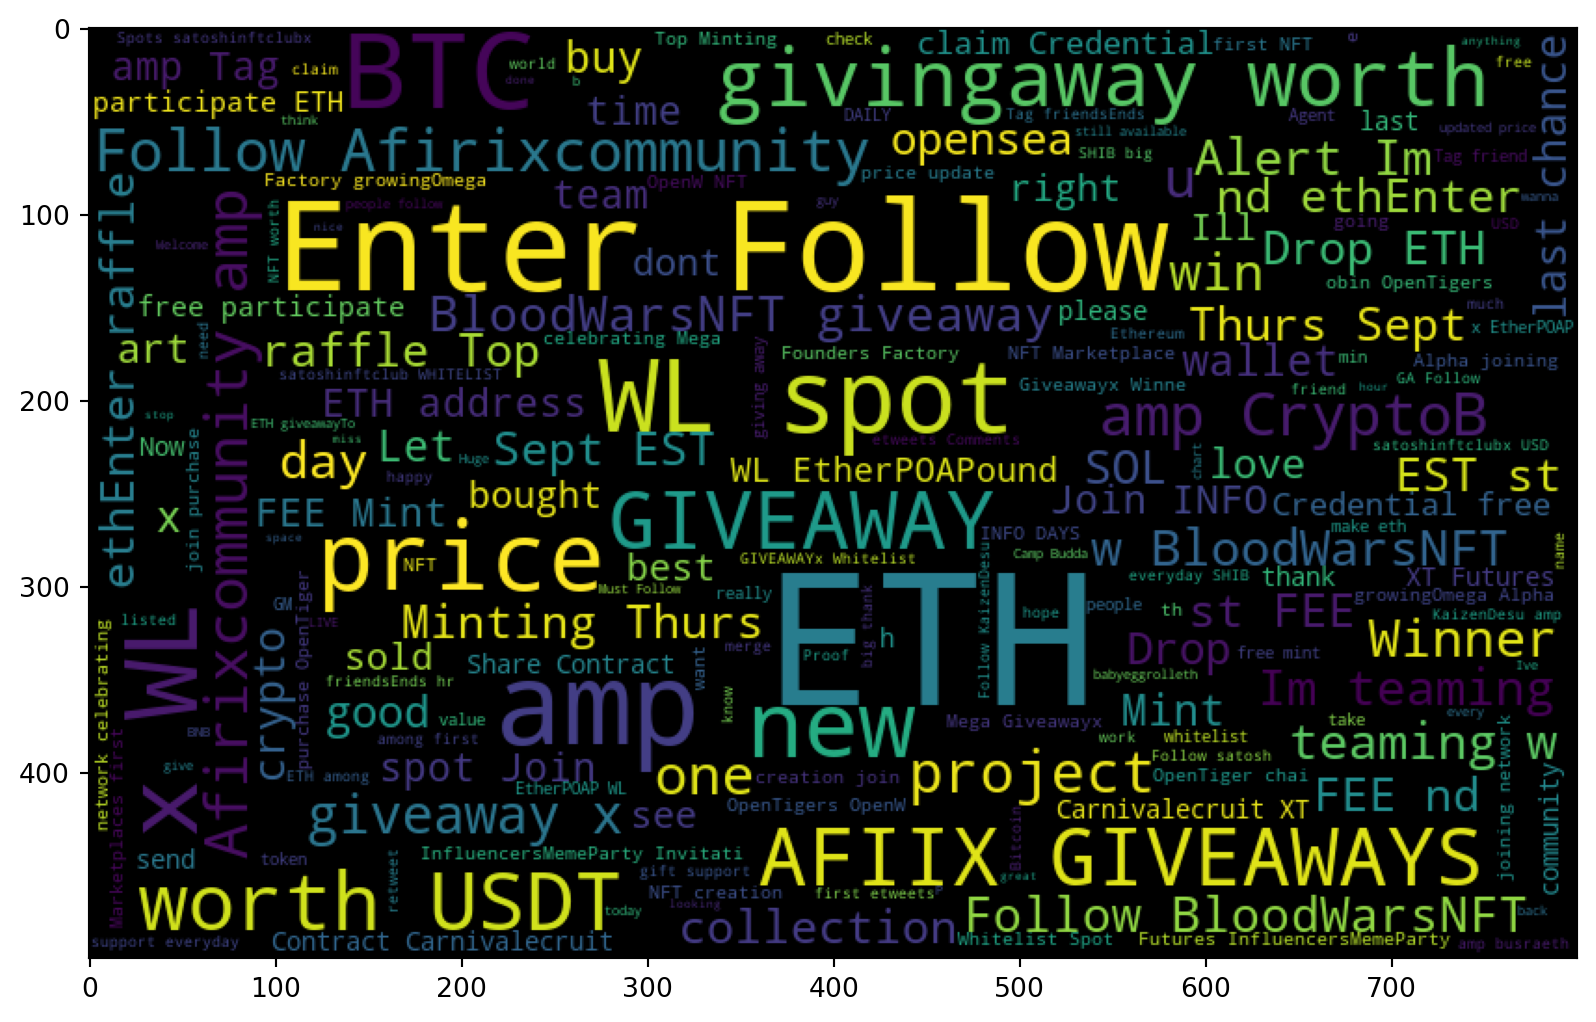 0
100
200
300
400
0 100 200 300 400 500 600 700
Spots satoshinftclubx
BTC
Top Minting
check
claim Credential
first NFT
e
anything
amp Tag
claim
world
done
b
buy
givingaway worth
free
chance
participate ETH
think
time
DAILY
Tag friendsEnds
Agent
last
updated price
Follow Afirixcommunity
opensea
still available
SHIB big
Alert Im
Tag friend
price update
Factory growingOmega
team
OpenW NFT
right
u
nd ethEnter
wanna
people follow
guy
nice
NFT worth
Welcome
Enter Follow
dont
Ill
going
USD
Drop ETH
win
obin OpenTigers
last
ethEnter raffle
Afirixcommunity amp
free participate
BloodWarsNFT giveaway
please
much
Ethereum
Thurs Sept
x EtherPOAP
art
need
raffle Top
celebrating Mega
giving away
Founders Factory
NFT Marketplace
wallet
min
Alpha joining
satoshinftclub WHITELIST
WL spot
Giveawayx Winne
friend
hour
GA Follow
ETH address
amp CryptoB
stop
ETH giveawayTo
miss
etweets Comments
satoshinftclubx USD
Now
join purchase
day
Let
Huge
Sept EST
WL EtherPOAPound
SOL
chart
love
EST st
happy
bought
GIVEAWAY
Join INFO
Credential free
x
FEE Mint
INFO DAYS
make eth
space
price
NFT
best
GIVEAWAYx Whitelist
Camp Budda
w BloodWarsNFT
name
Must Follow
really
ETH
Follow KaizenDesu
everyday SHIB
thank
XT Futures
GM
LIVE
big thank
hope
people
th
st FEE
growingOmega Alpha
KaizenDesu amp
listed
WL
x
crypto
purchase OpenTiger
Minting Thurs
merge
Proof
h
Drop
free mint
Winner
sold
Share Contract
want
babyeggrolleth
Ive
friendsEnds hr
amp
know
Im teaming
network celebrating
BNB
good
value
among first
new
Mega Giveawayx
Mint
take
every
work
whitelist
teaming w
Marketplaces first
give
ETH among
spot Join
EtherPOAP WL
one
creation join
project
Follow satosh
OpenTiger chai
joining network
community
giveaway x
see
OpenTigers OpenW
Carnivalecruit XT
FEE nd
send
token
retweet
InfluencersMemeParty Invitati
gift support
AFIIX GIVEAWAYS
Bitcoin
great
worth USDT
today
NFT creation
looking
first etweets
p
collection
Follow BloodWarsNFT
back
support everyday
Contract Carnivalecruit
Whitelist Spot
Futures InfluencersMemeParty
amp busraeth